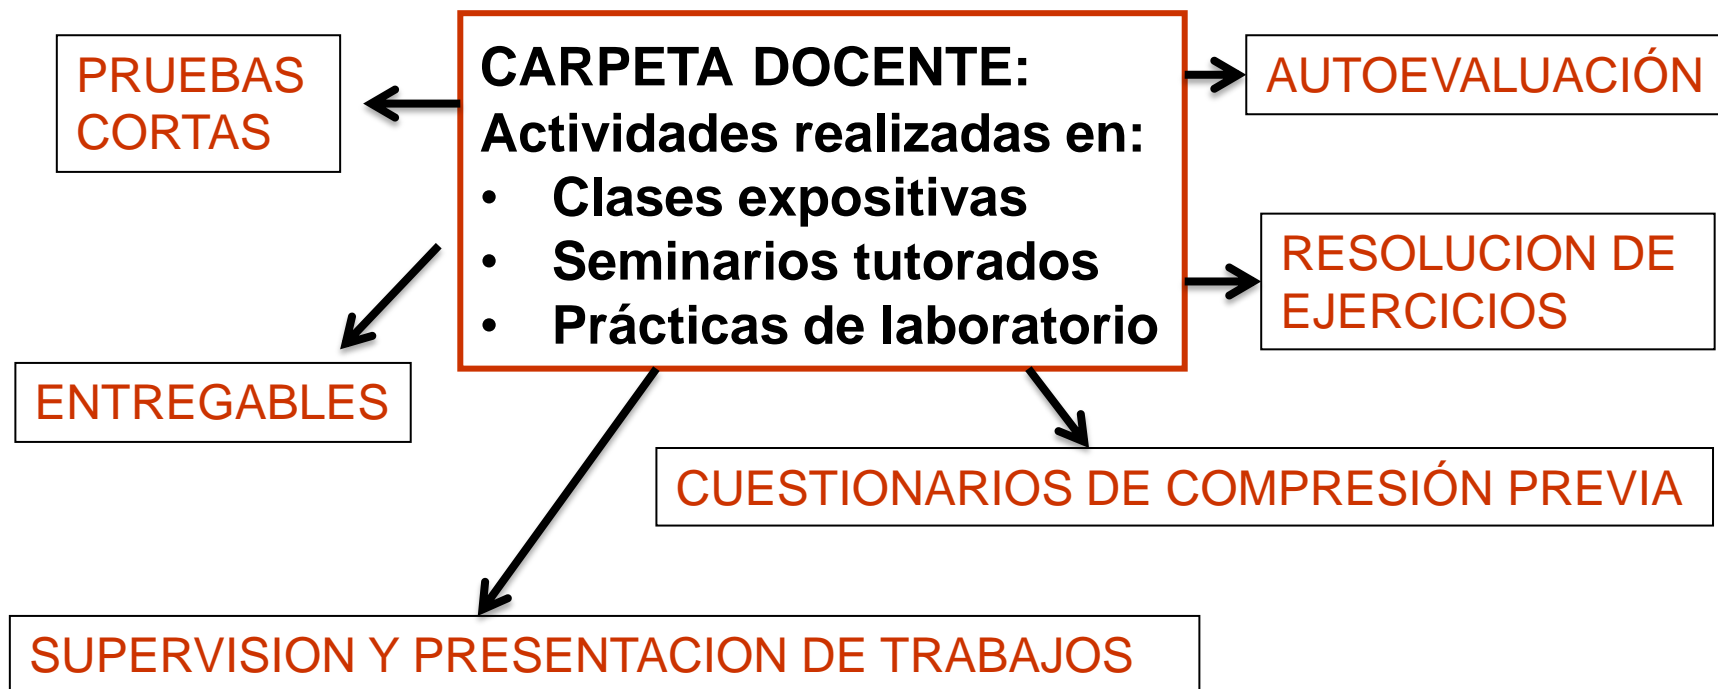 PRUEBAS
CORTAS
CARPETA DOCENTE:
Actividades realizadas en:
• Clases expositivas
• Seminarios tutorados
• Prácticas de laboratorio
AUTOEVALUACIÓN
RESOLUCION DE
EJERCICIOS
ENTREGABLES
CUESTIONARIOS DE COMPRESIÓN PREVIA
SUPERVISION Y PRESENTACION DE TRABAJOS